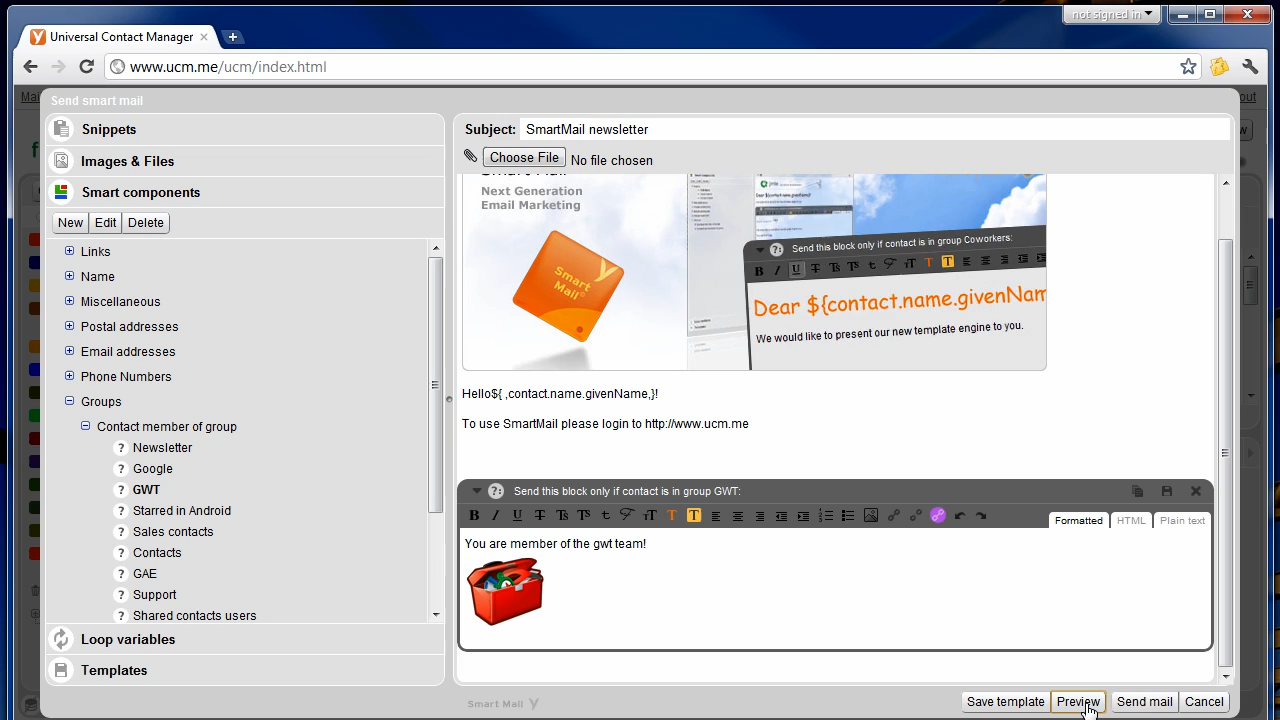 not signed in
Universal Contact Manager
www.ucm.me/ucm/index.html
Send smart mail
Snippets
Images & Files
Smart components
New Edit Delete
Links
Name
Miscellaneous
Postal addresses
Email addresses
Phone Numbers
Groups
Contact member of group
? Newsletter
? Google
? GWT
? Starred in Android
? Sales contacts
? Contacts
? GAE
? Support
? Shared contacts users
Loop variables
Templates
Subject: SmartMail newsletter
Choose File No file chosen
Smart Mail
Next Generation
Email Marketing
Smart
Mail®
?: Send this block only if contact is in group Coworkers:
Dear ${contact.name.givenNam
We would like to present our new template engine to you.
Hello${ ,contact.name.givenName,}!
To use SmartMail please login to http://www.ucm.me
?: Send this block only if contact is in group GWT:
Formatted HTML Plain text
You are member of the gwt team!
Smart Mail Y
Save template Preview Send mail Cancel